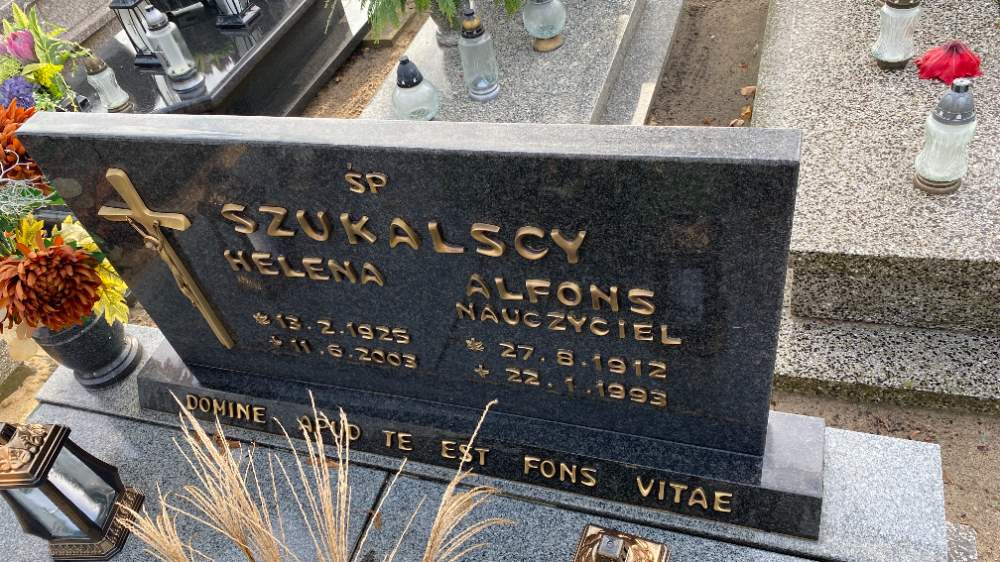 ŚP
SZUKALSCY
HELENA
* 13. 2. 1925
+ 11. 6. 2003
ALFONS
NAUCZYCIEL
* 27. 8. 1912
+ 22. 1. 1993
DOMINE APUD TE EST FONS VITAE